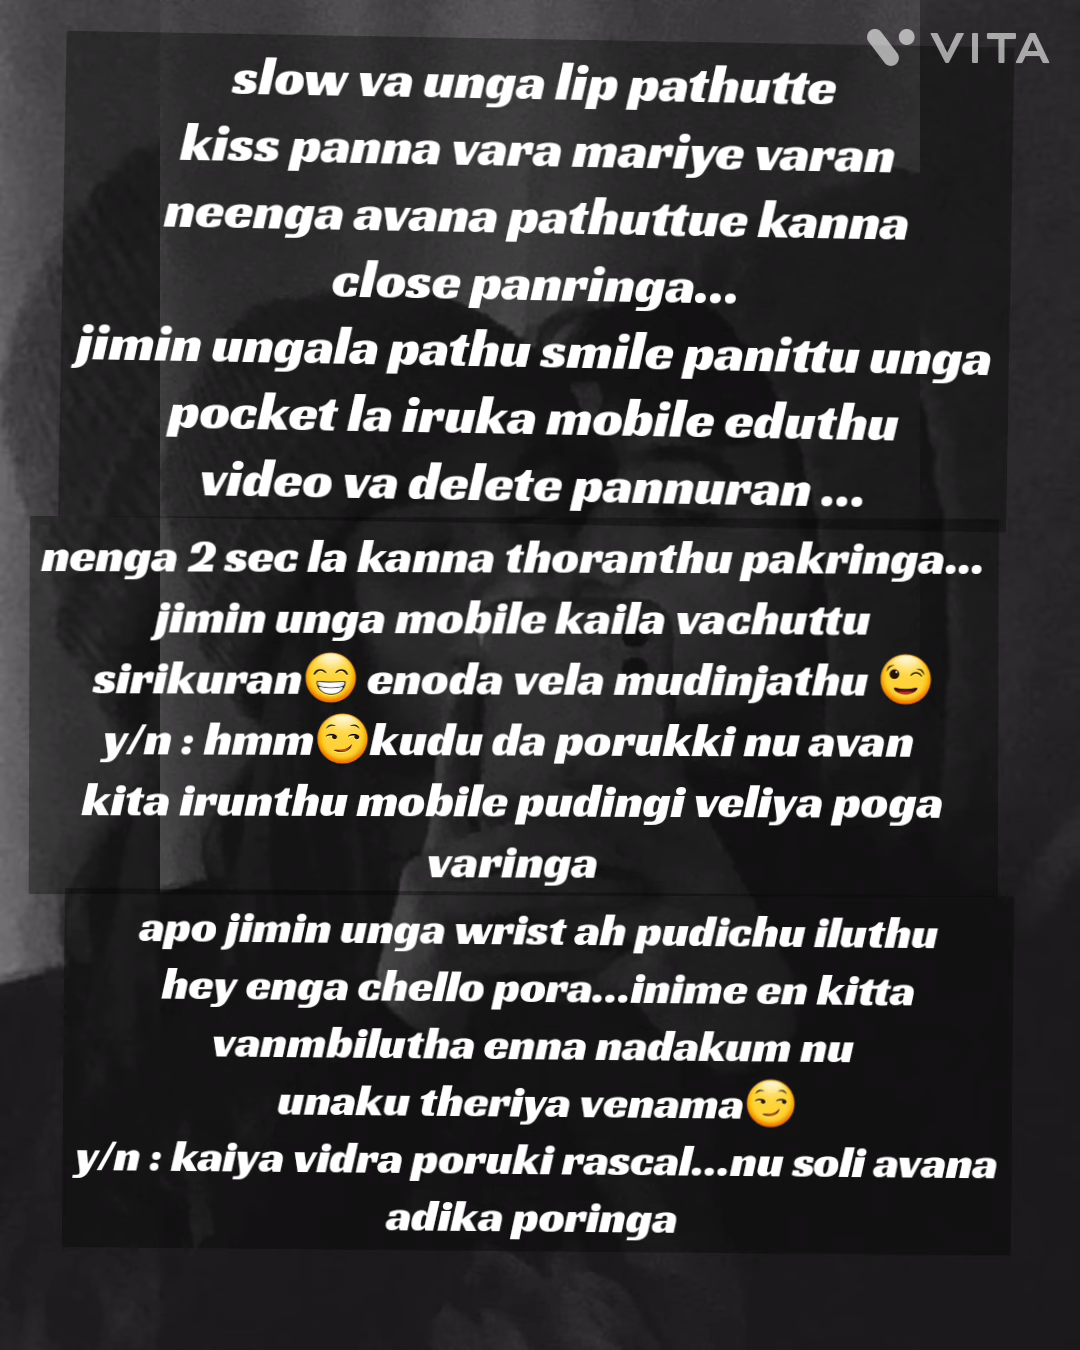 VITA
slow va unga lip pathutte
kiss panna vara mariye varan
neenga avana pathuttue kanna
close panringa...
jimin ungala pathu smile panittu unga
pocket la iruka mobile eduthu
video va delete pannuran ...
nenga 2 sec la kanna thoranthu pakringa...
jimin unga mobile kaila vachuttu
sirikuran😁 enoda vela mudinjathu 😉
y/n : hmm😏kudu da porukki nu avan
kita irunthu mobile pudingi veliya poga
varinga
apo jimin unga wrist ah pudichu iluthu
hey enga chello pora...inime en kitta
vanmbilutha enna nadakum nu
unaku theriya venama😏
y/n : kaiya vidra poruki rascal...nu soli avana
adika poringa